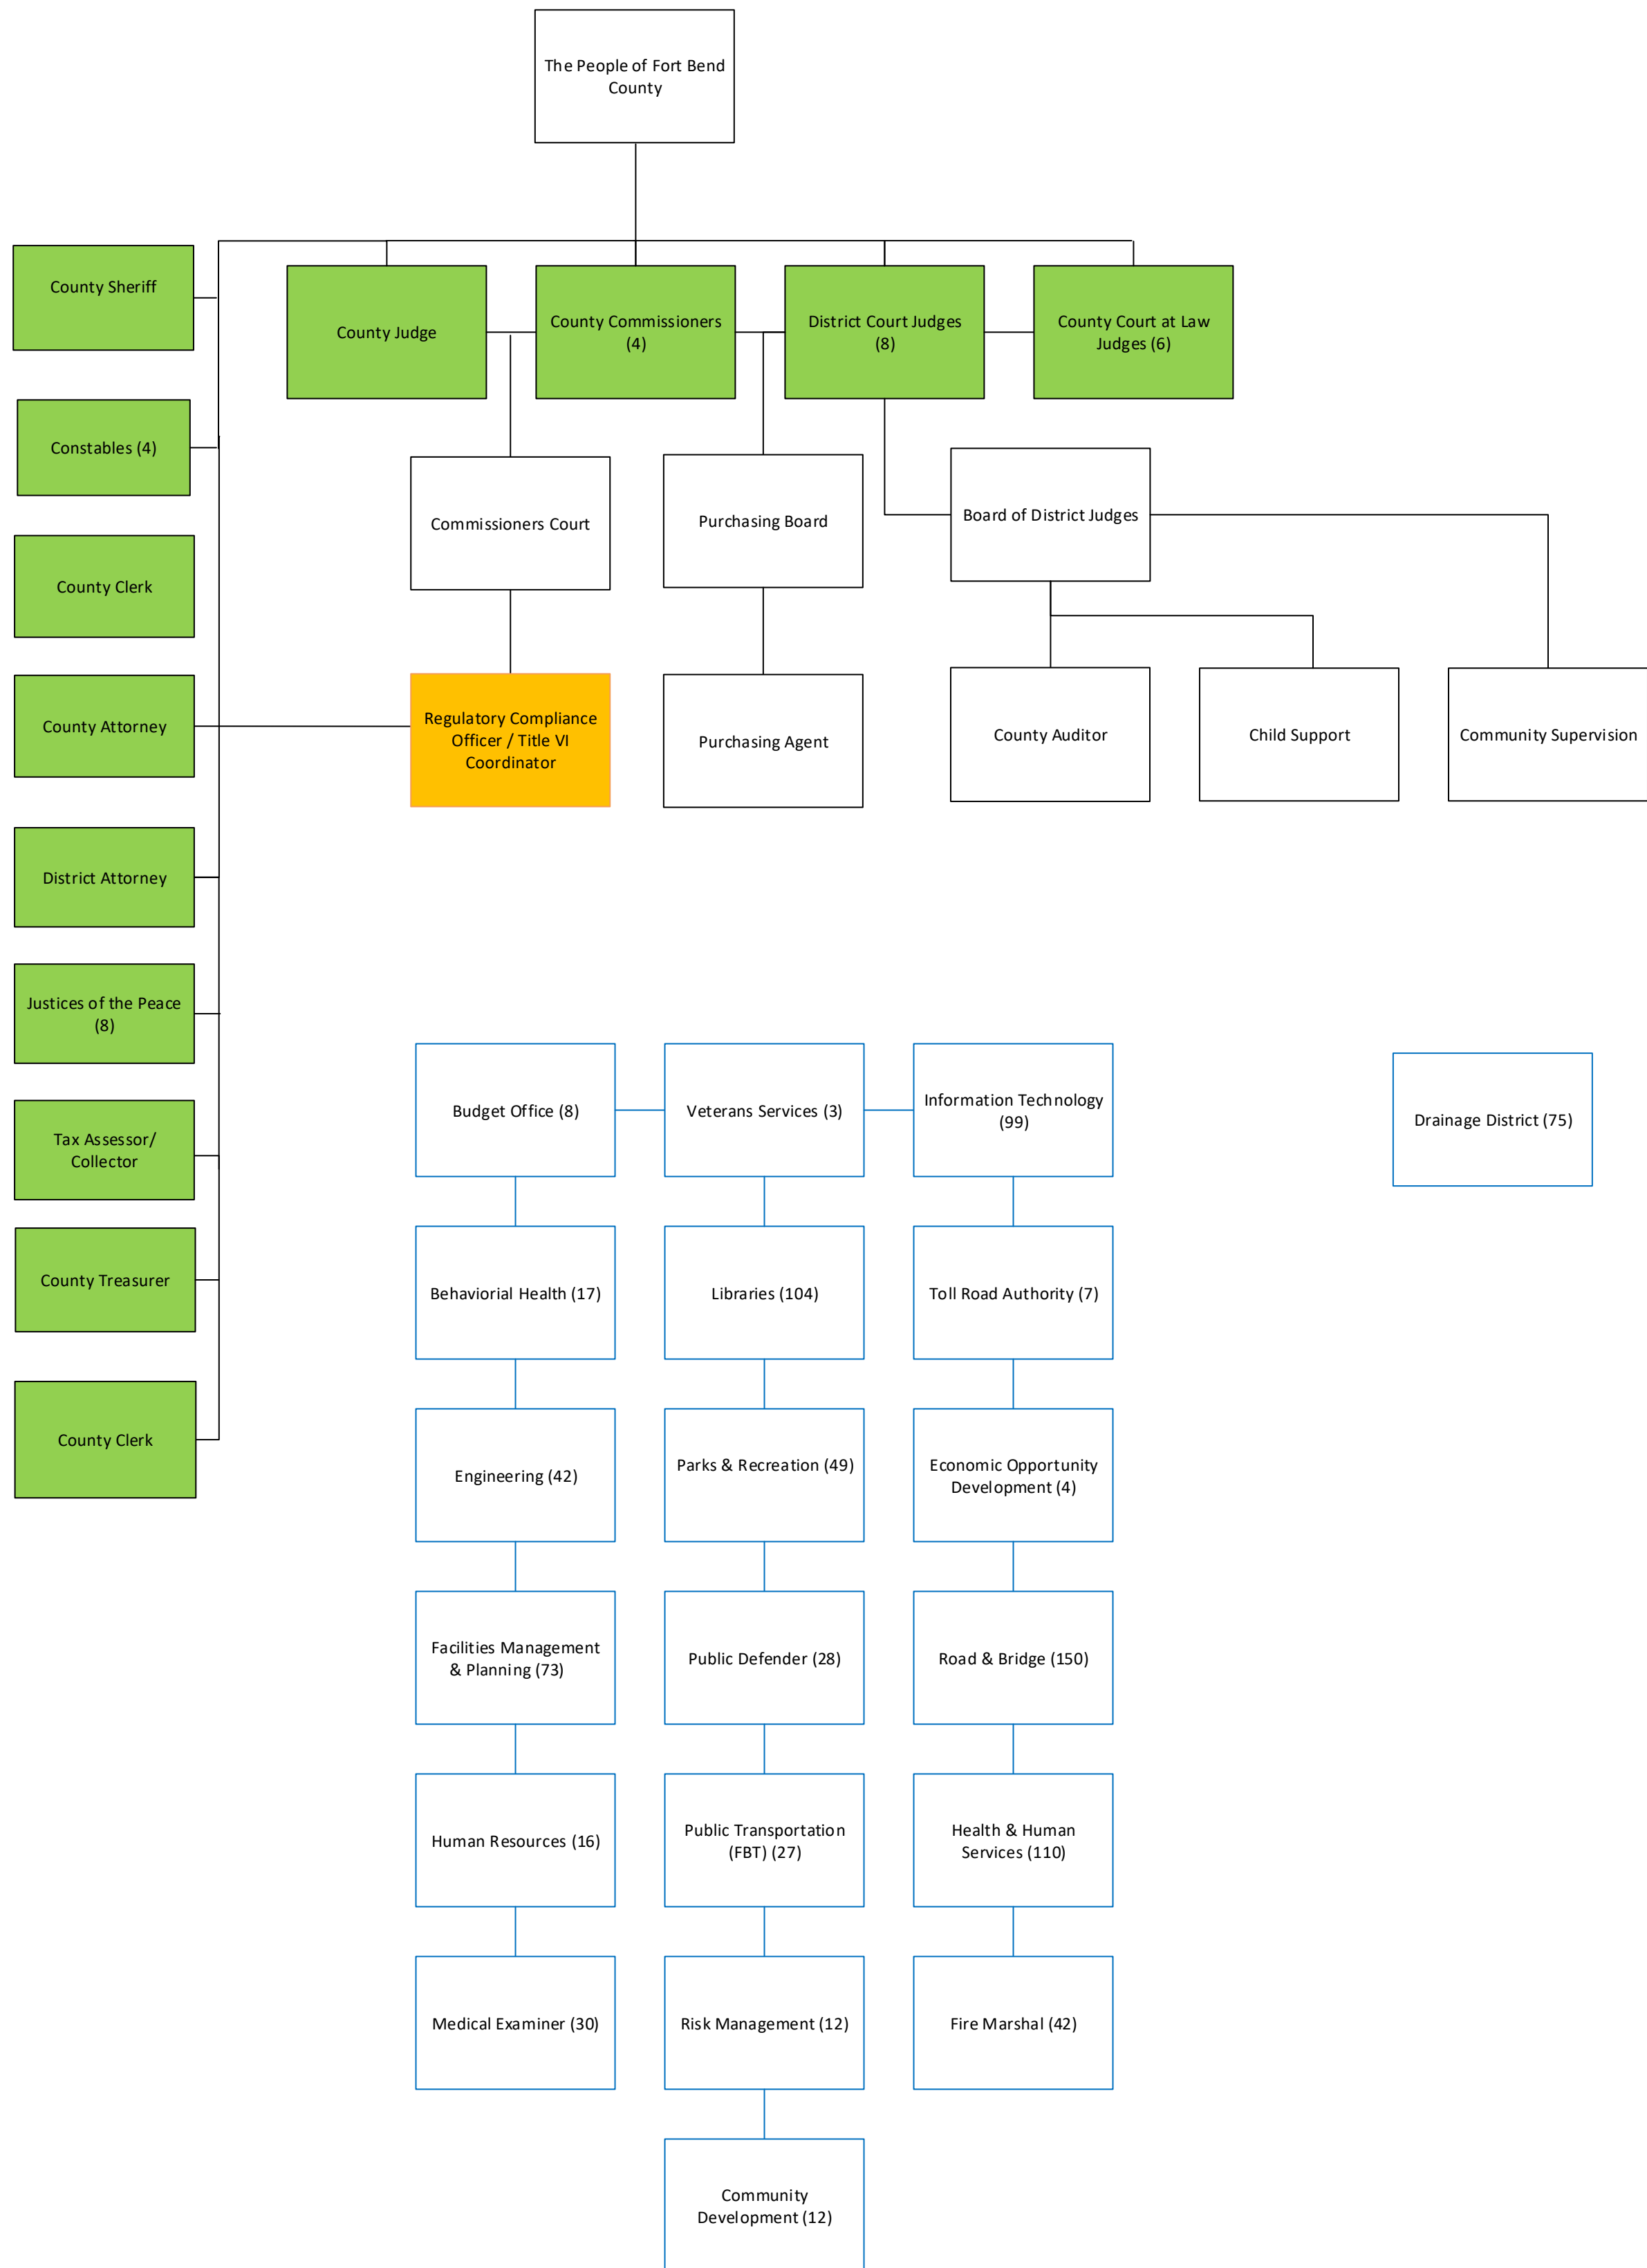 The People of Fort Bend
County
County Sheriff
County Judge
County Commissioners
(4)
District Court Judges
(8)
County Court at Law
Judges (6)
Constables (4)
Commissioners Court
Purchasing Board
Board of District Judges
County Clerk
County Attorney
Regulatory Compliance
Officer / Title VI
Coordinator
Purchasing Agent
County Auditor
Child Support
Community Supervision
District Attorney
Justices of the Peace
(8)
Tax Assessor/
Collector
County Treasurer
County Clerk
Budget Office (8)
Veterans Services (3)
Information Technology
(99)
Drainage District (75)
Behaviorial Health (17)
Libraries (104)
Toll Road Authority (7)
Engineering (42)
Parks & Recreation (49)
Economic Opportunity
Development (4)
Facilities Management
& Planning (73)
Public Defender (28)
Road & Bridge (150)
Human Resources (16)
Public Transportation
(FBT) (27)
Health & Human
Services (110)
Medical Examiner (30)
Risk Management (12)
Fire Marshal (42)
Community
Development (12)